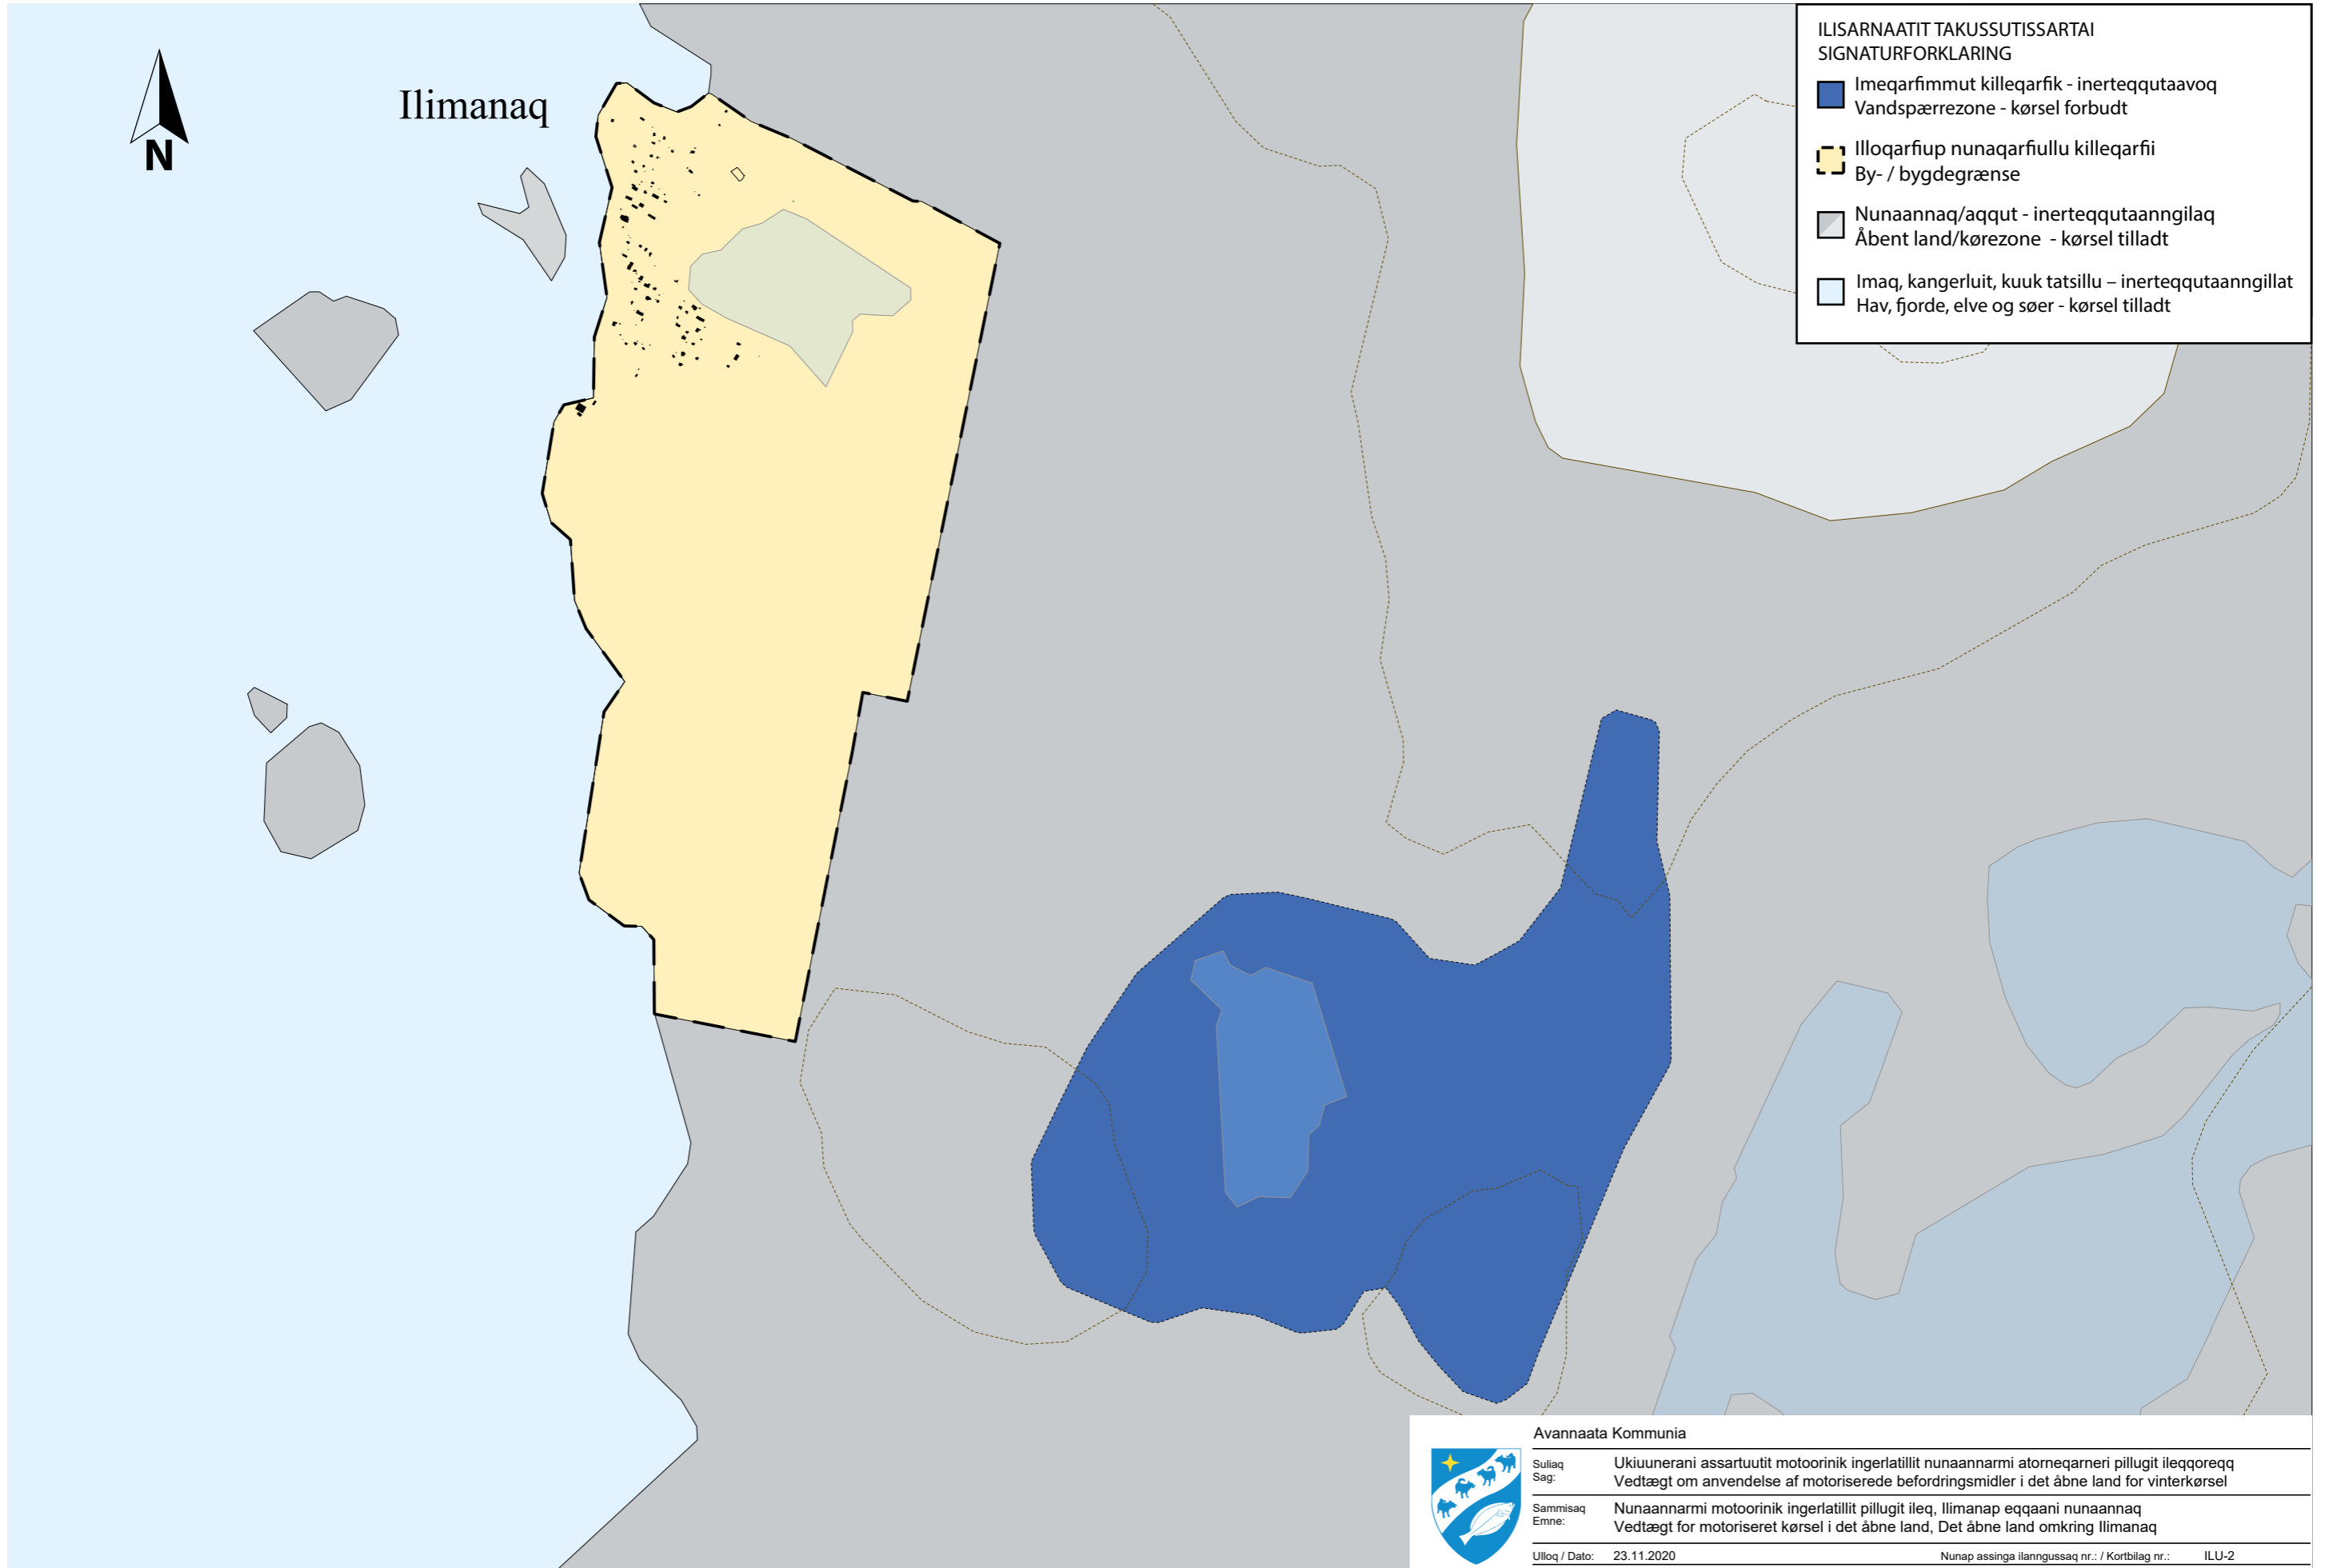 N
Ilimanaq
ILISARNAATIT TAKUSSUTISSARTAI
SIGNATURFORKLARING
Imeqarfimmut killeqarfik - inerteqqutaavoq
Vandspærrezone - kørsel forbudt
Illoqarfiup nunaqarfiullu killeqarfii
By- / bygdegrænse
Nunaannaq/aqqut - inerteqqutaanngilaq
Åbent land/kørezone - kørsel tilladt
Imaq, kangerluit, kuuk tatsillu – inerteqqutaanngillat
Hav, fjorde, elve og søer - kørsel tilladt
Avannaata Kommunia
Suliaq Ukiuunerani assartuutit motoorinik ingerlatillit nunaannarmi atorneqarneri pillugit ileqqoreqq
Sag: Vedtægt om anvendelse af motoriserede befordringsmidler i det åbne land for vinterkørsel
Sammisaq Nunaannarmi motoorinik ingerlatillit pillugit ileq, Ilimanap eqqaani nunaannaq
Emne: Vedtægt for motoriseret kørsel i det åbne land, Det åbne land omkring Ilimanaq
Ulloq / Dato: 23.11.2020 Nunap assinga ilanngussaq nr.: / Kortbilag nr.: ILU-2